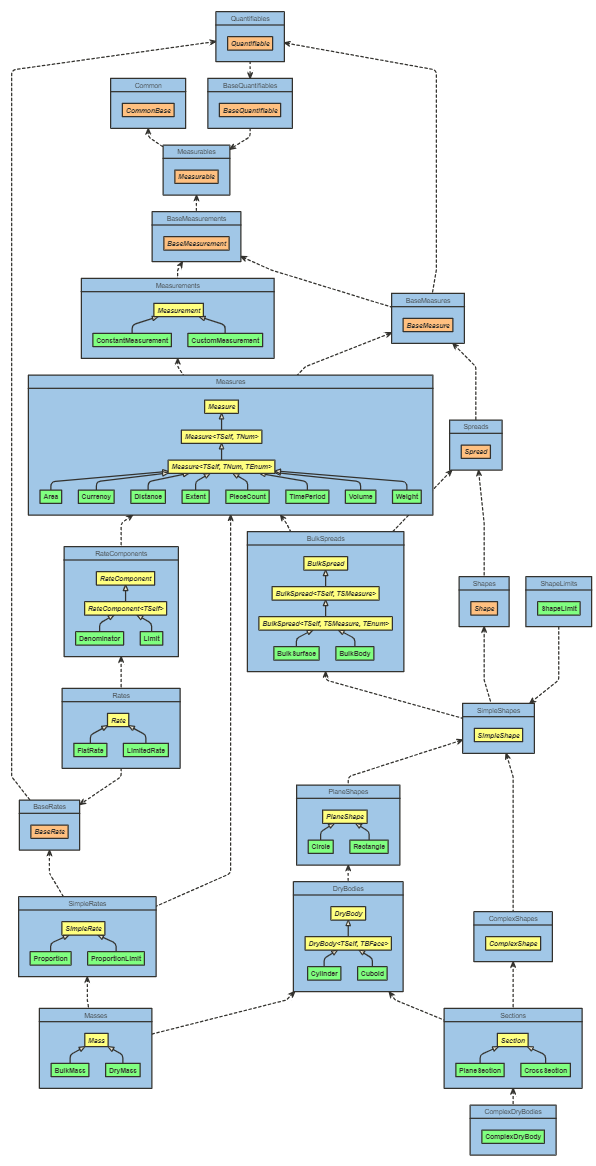 Quantifiables
Quantifiable
Common
CommonBase
BaseQuantifiables
BaseQuantifiable
Measurables
Measurable
BaseMeasurements
BaseMeasurement
Measurements
Measurement
ConstantMeasurement
CustomMeasurement
BaseMeasures
BaseMeasure
Measures
Measure
Measure<TSelf, TNum>
Measure<TSelf, TNum, TEnum>
Area
Currency
Distance
Extent
PieceCount
TimePeriod
Volume
Weight
Spreads
Spread
BulkSpreads
BulkSpread
BulkSpread<TSelf, TSMeasure>
BulkSpread<TSelf, TSMeasure, TEnum>
BulkSurface
BulkBody
RateComponents
RateComponent
RateComponent<TSelf>
Denominator
Limit
Shapes
Shape
ShapeLimits
ShapeLimit
Rates
Rate
FlatRate
LimitedRate
SimpleShapes
SimpleShape
PlaneShapes
PlaneShape
Circle
Rectangle
BaseRates
BaseRate
DryBodies
DryBody
DryBody<TSelf, TBFace>
Cylinder
Cuboid
SimpleRates
SimpleRate
Proportion
ProportionLimit
ComplexShapes
ComplexShape
Masses
Mass
BulkMass
DryMass
Sections
Section
PlaneSection
CrossSection
ComplexDryBodies
ComplexDryBody